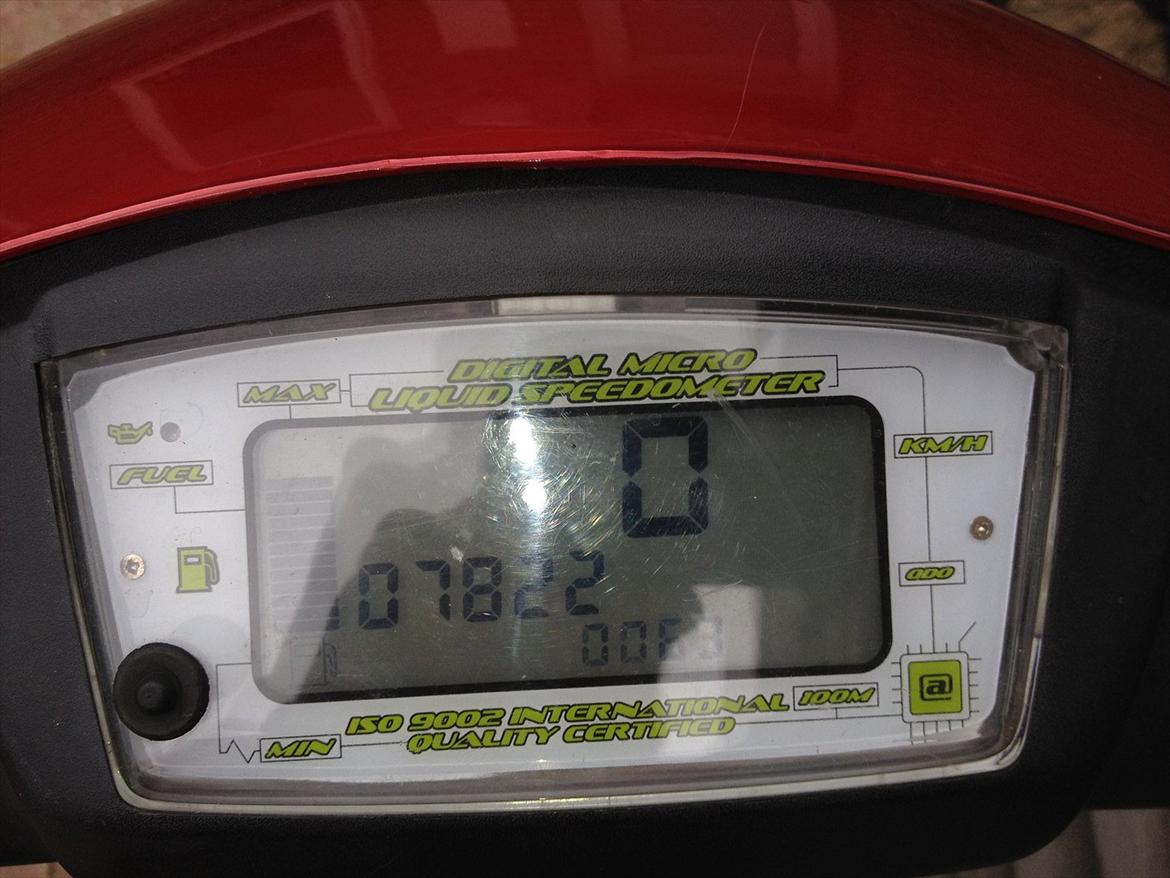 DIGITAL MICRO
LIQUID SPEEDOMETER
MAX
FUEL
0
KM/H
07822
ODO
@
ISO 9002 INTERNATIONAL
QUALITY CERTIFIED
100M
MIN